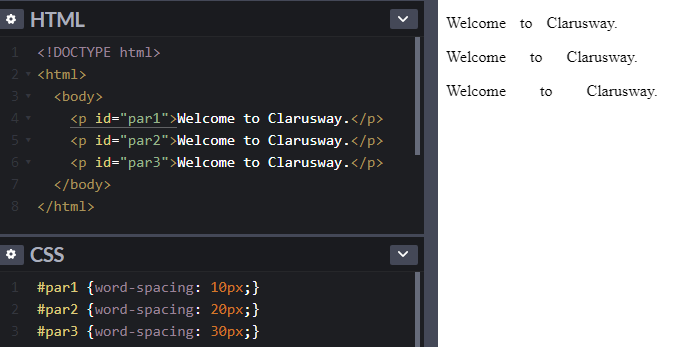 HTML
1 <!DOCTYPE html>
2 <html>
3 <body>
4 <p id="par1">Welcome to Clarusway.</p>
5 <p id="par2">Welcome to Clarusway.</p>
6 <p id="par3">Welcome to Clarusway.</p>
7 </body>
8 </html>
CSS
1 #par1 {word-spacing: 10px;}
2 #par2 {word-spacing: 20px;}
3 #par3 {word-spacing: 30px;}
Welcome to Clarusway.
Welcome to Clarusway.
Welcome to Clarusway.